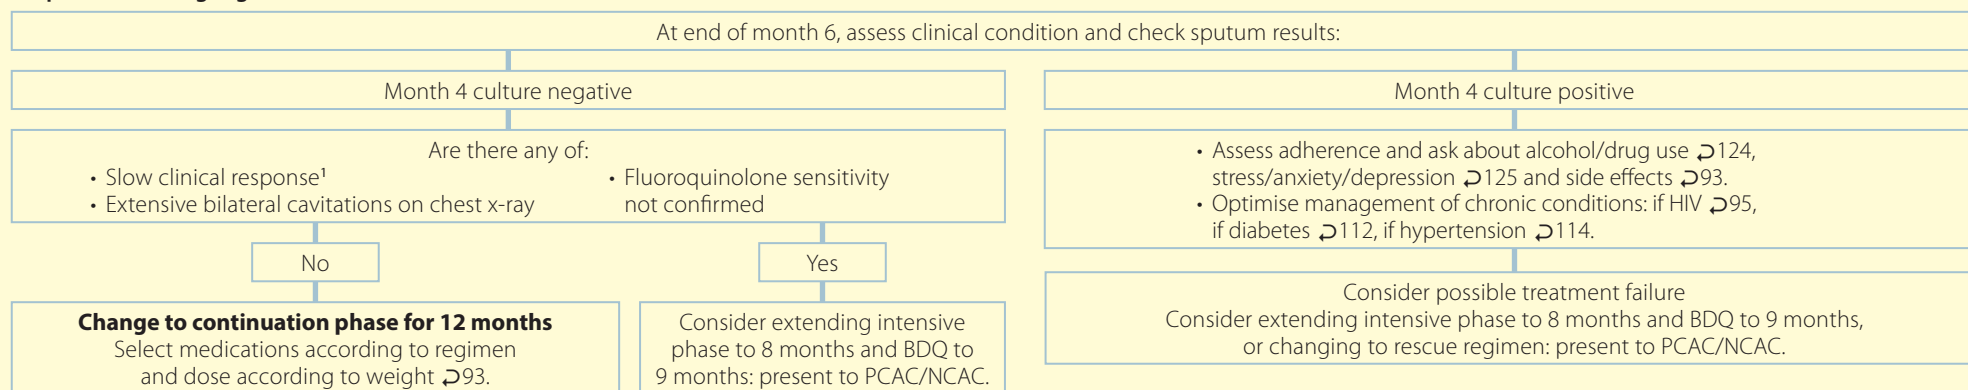 At end of month 6, assess clinical condition and check sputum results:
Month 4 culture negative
Are there any of:
• Slow clinical response¹
• Extensive bilateral cavitations on chest x-ray
• Fluoroquinolone sensitivity
not confirmed
No
Yes
Change to continuation phase for 12 months
Select medications according to regimen
and dose according to weight ⮌93.
Consider extending intensive
phase to 8 months and BDQ to
9 months: present to PCAC/NCAC.
Month 4 culture positive
• Assess adherence and ask about alcohol/drug use ⮌124,
stress/anxiety/depression ⮌125 and side effects ⮌93.
• Optimise management of chronic conditions: if HIV ⮌95,
if diabetes ⮌112, if hypertension ⮌114.
Consider possible treatment failure
Consider extending intensive phase to 8 months and BDQ to 9 months,
or changing to rescue regimen: present to PCAC/NCAC.